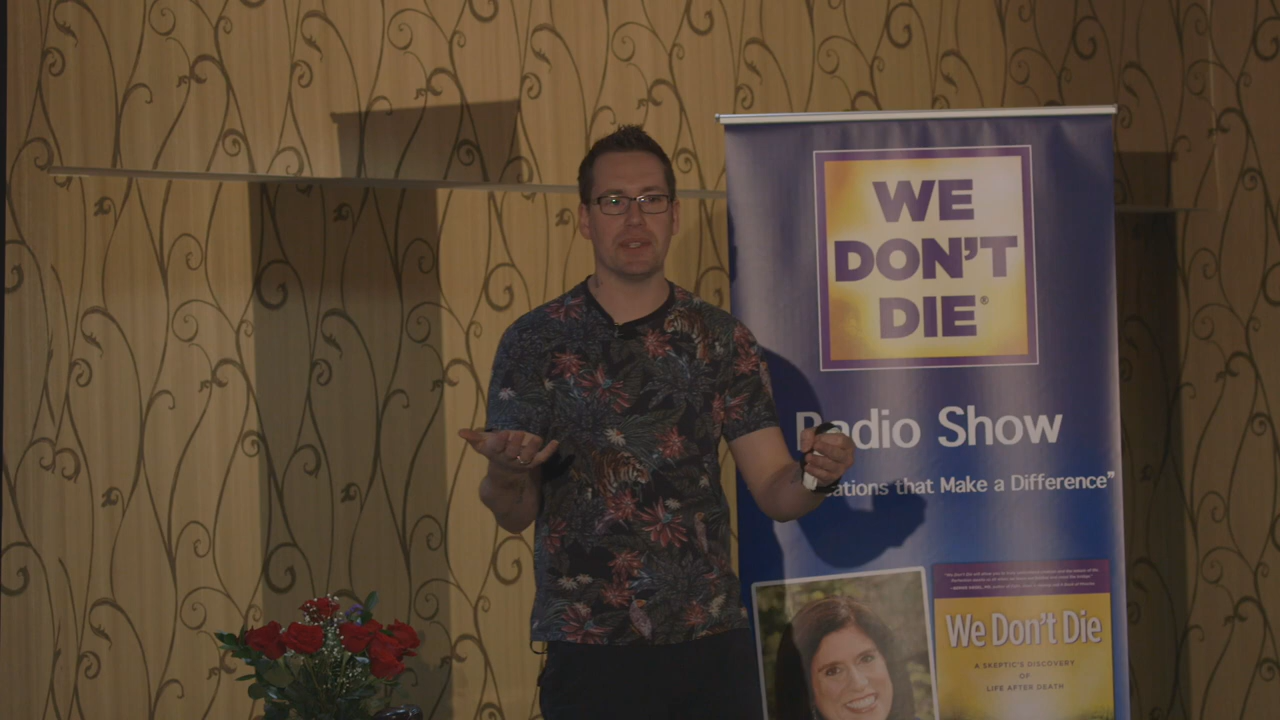 WE
DON'T
DIE®
Radio Show
ations that Make a Difference"
We Don't Die
A SKEPTIC'S DISCOVERY
OF
LIFE AFTER DEATH